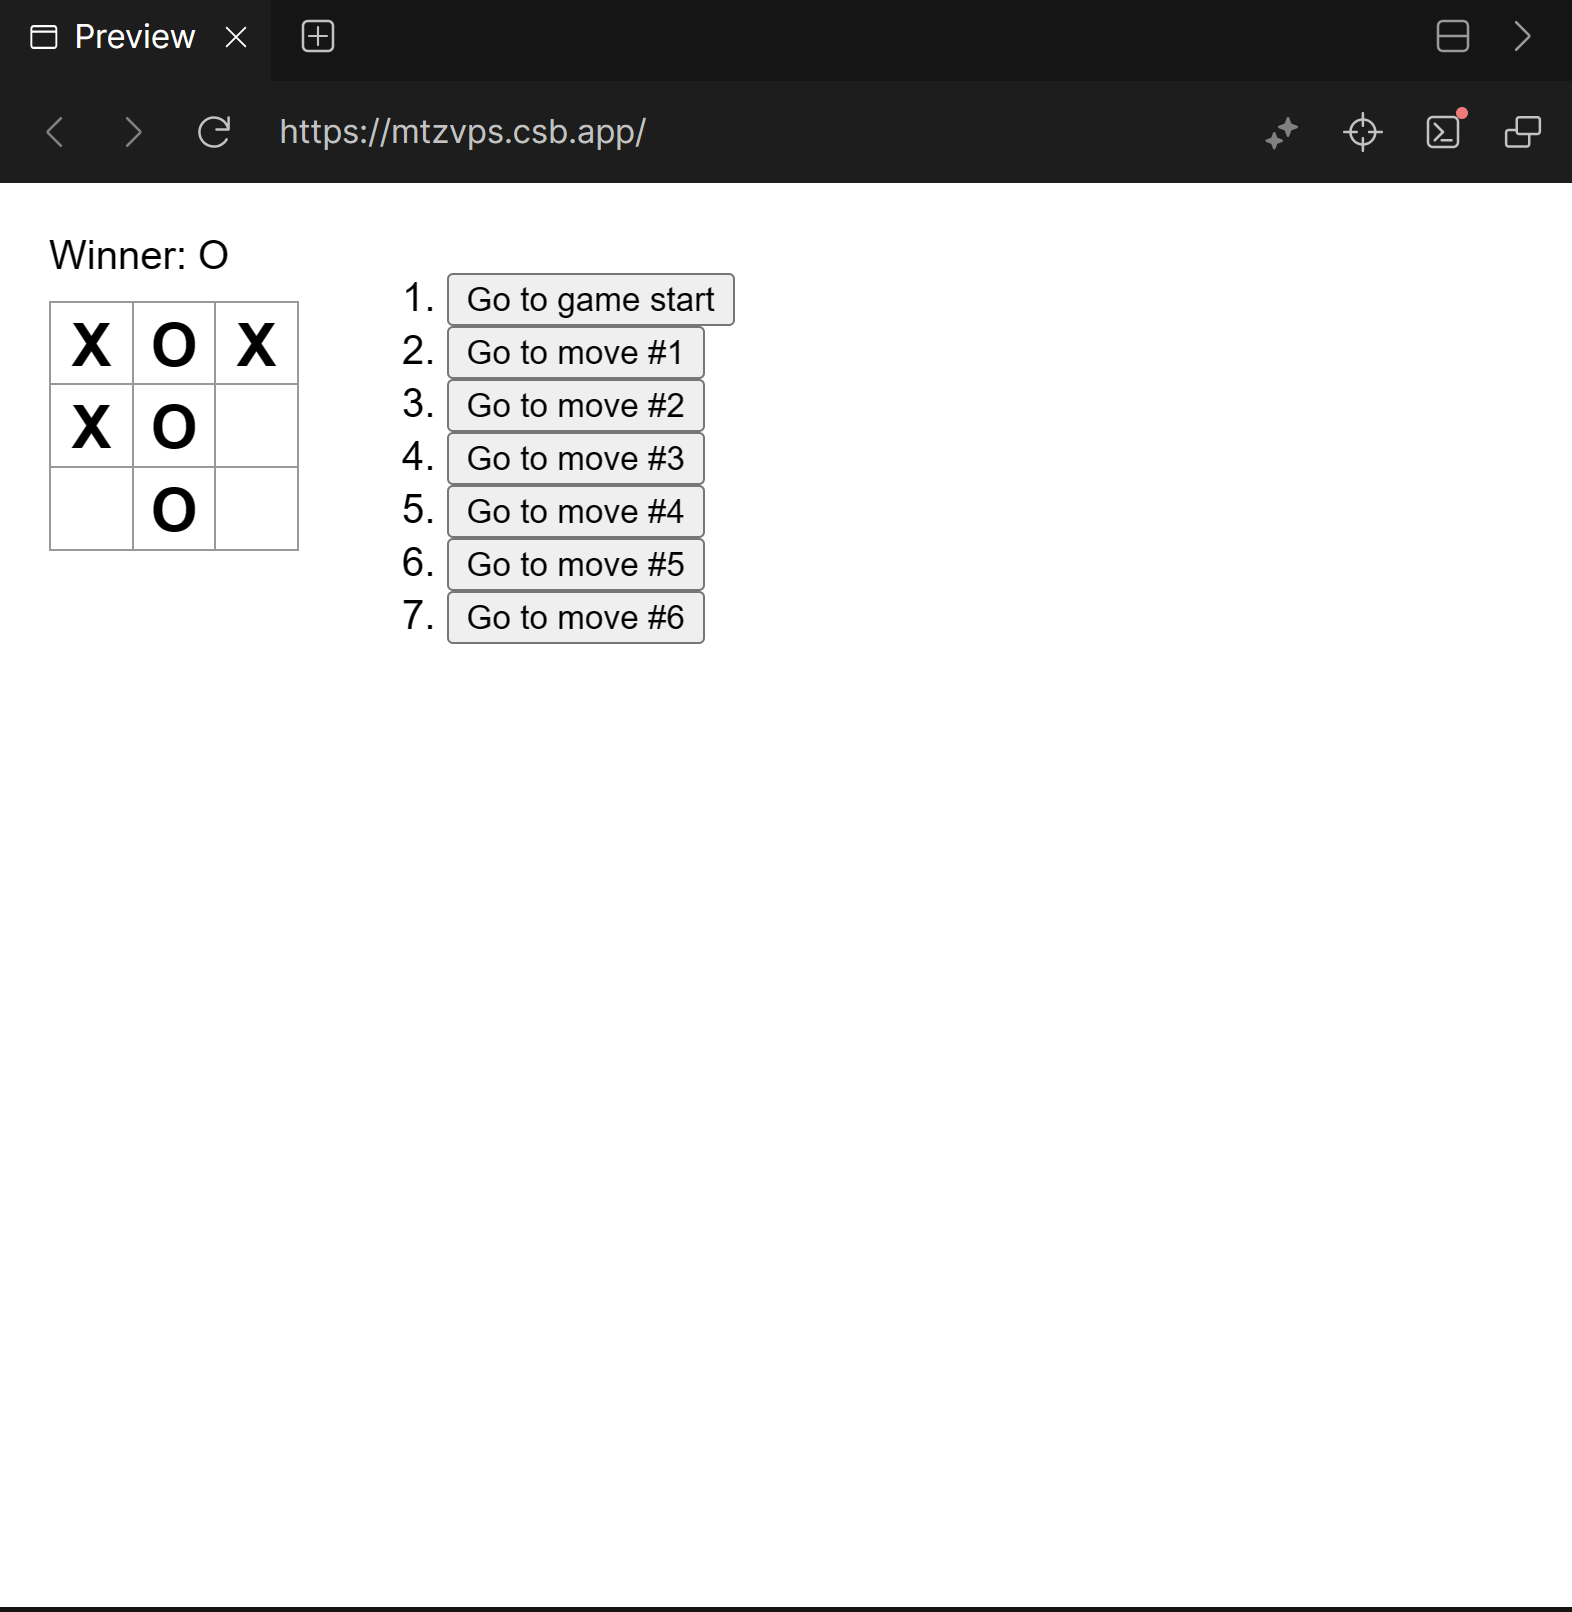 Preview
https://mtzvps.csb.app/
Winner: O
X O X
X O
O
1. Go to game start
2. Go to move #1
3. Go to move #2
4. Go to move #3
5. Go to move #4
6. Go to move #5
7. Go to move #6